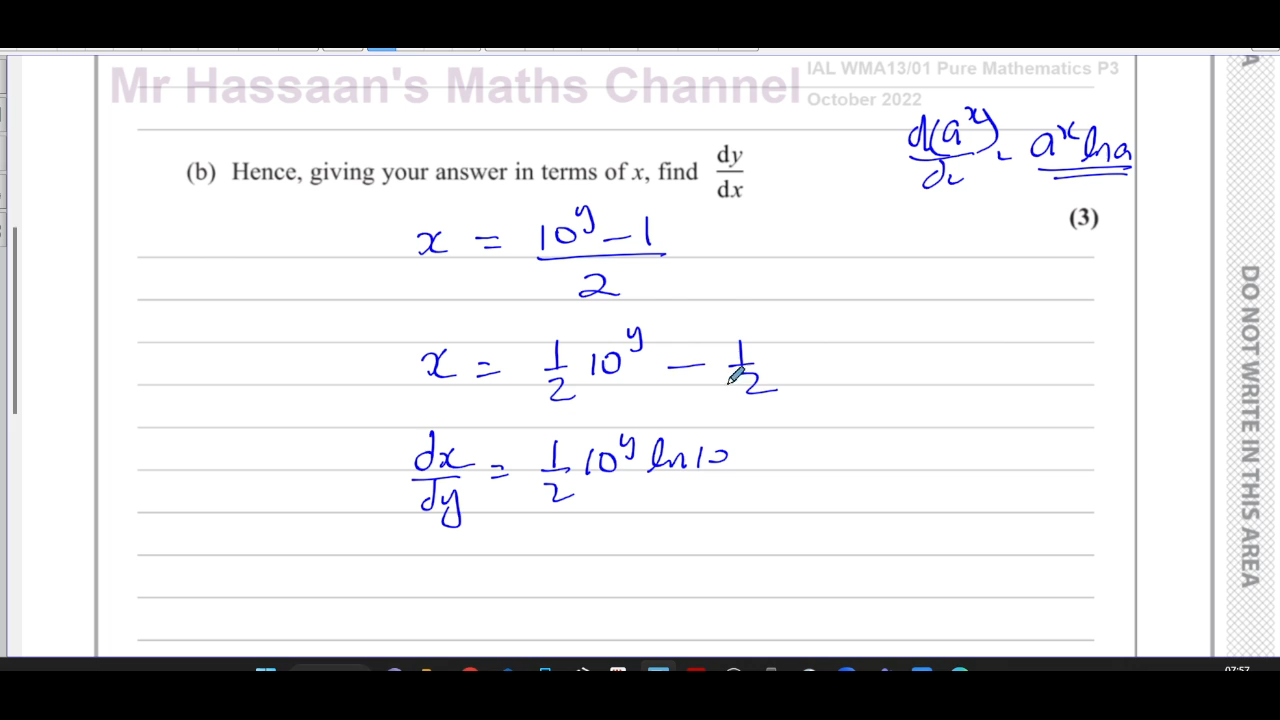 Mr Hassaan's Maths Channel
IAL WMA13/01 Pure Mathematics P3
October 2022
d(a^x)/dx = a^x ln a
(b) Hence, giving your answer in terms of x, find dy/dx
(3)
x = (10^y - 1)/2
x = 1/2 10^y - 1/2
dx/dy = 1/2 10^y ln 10
DO NOT WRITE IN THIS AREA
07:57